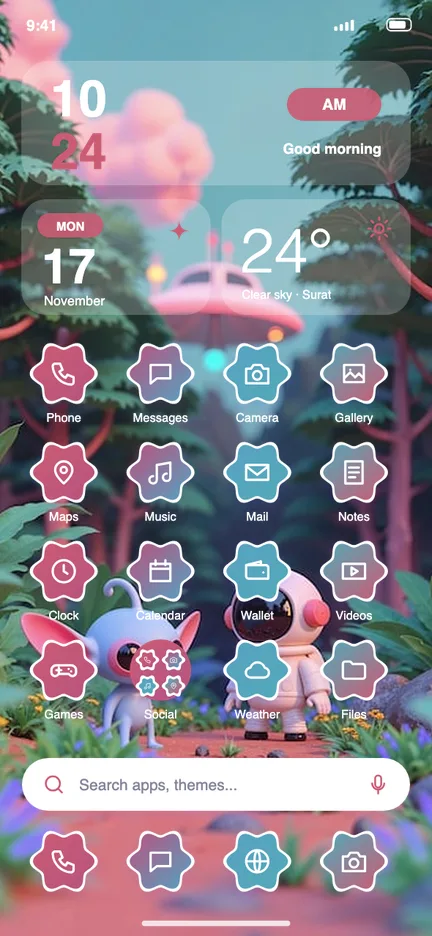 9:41
10
24
AM
Good morning
MON
17
November
24°
Clear sky · Surat
Phone
Messages
Camera
Gallery
Maps
Music
Mail
Notes
Clock
Calendar
Wallet
Videos
Games
Social
Weather
Files
Search apps, themes...